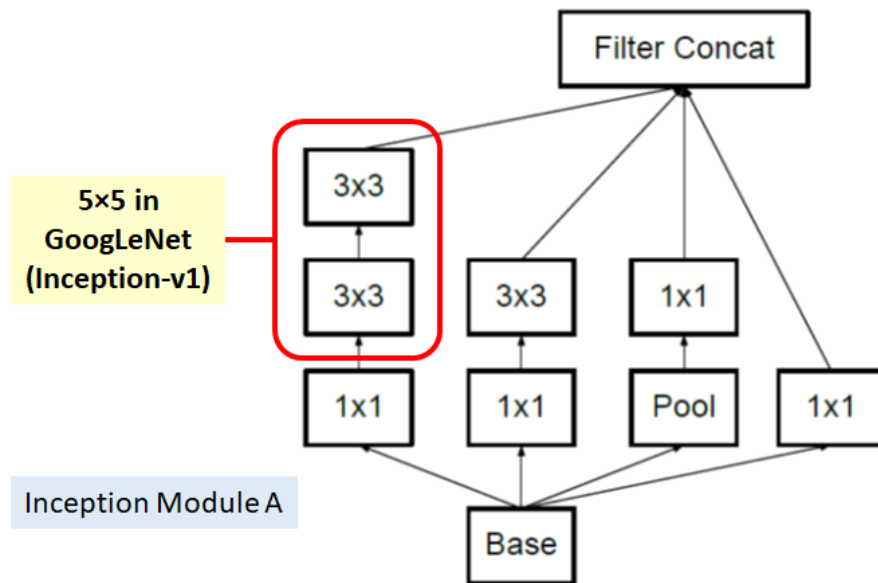 Filter Concat
3x3
5×5 in
GoogLeNet
(Inception-v1)
3x3
3x3
1x1
1x1
1x1
Pool
1x1
Inception Module A
Base